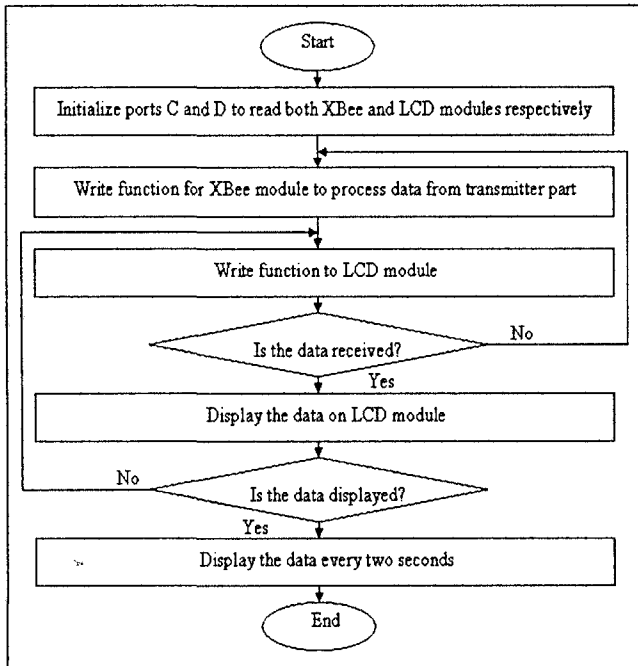 Start
Initialize ports C and D to read both XBee and LCD modules respectively
Write function for XBee module to process data from transmitter part
Write function to LCD module
Is the data received?
No
Yes
Display the data on LCD module
No
Is the data displayed?
Yes
Display the data every two seconds
End